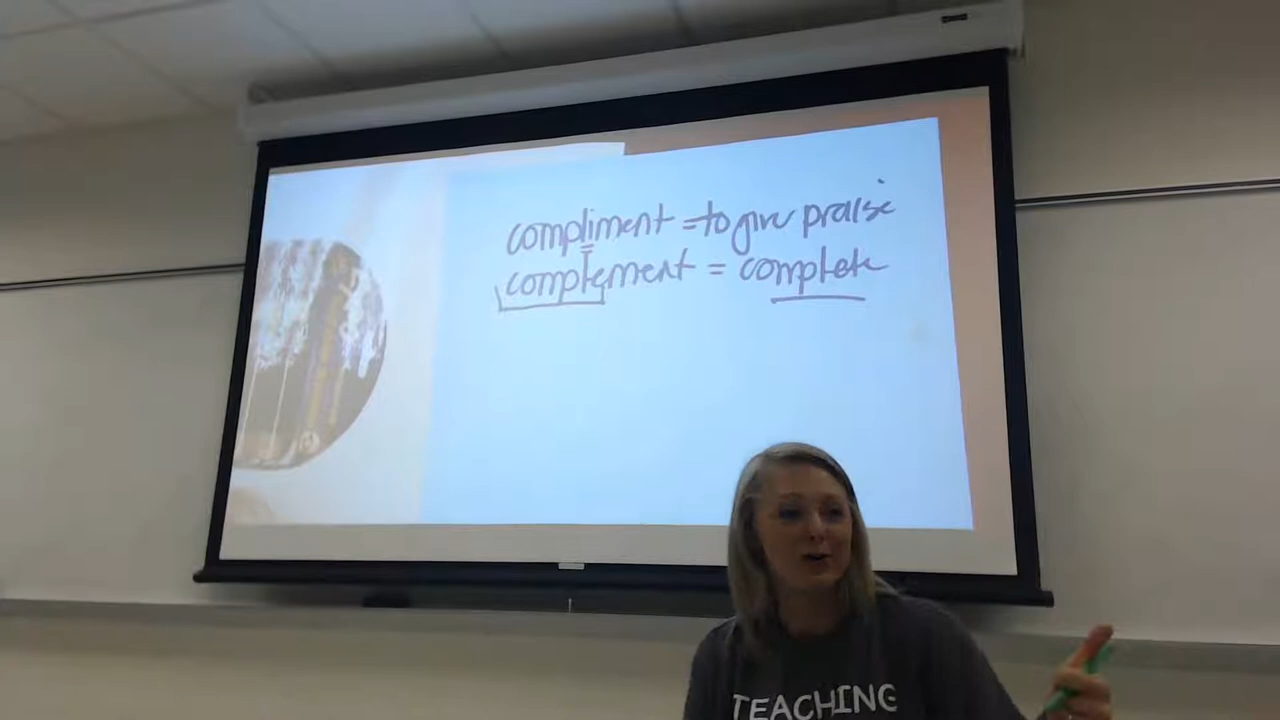 compliment = to give praise
complement = complete
TEACHING